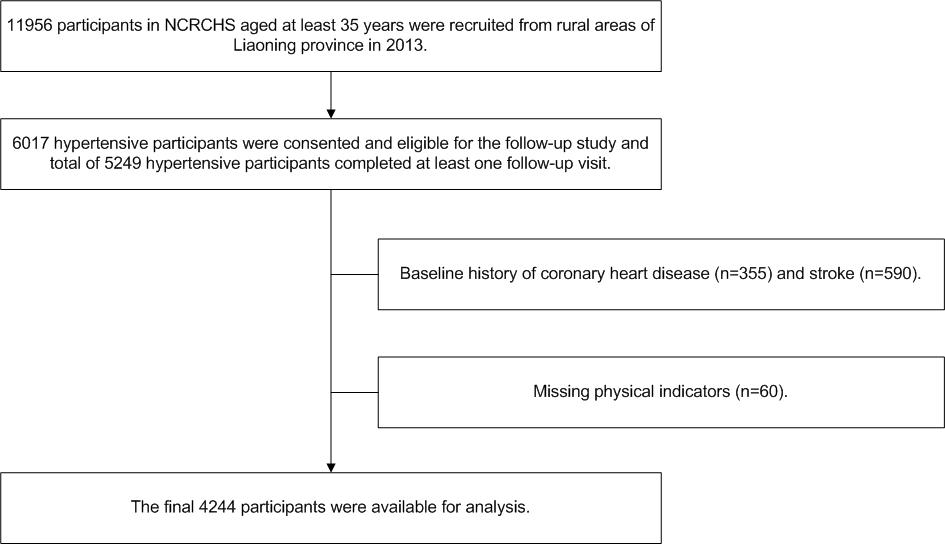 11956 participants in NCRCHS aged at least 35 years were recruited from rural areas of
Liaoning province in 2013.
6017 hypertensive participants were consented and eligible for the follow-up study and
total of 5249 hypertensive participants completed at least one follow-up visit.
Baseline history of coronary heart disease (n=355) and stroke (n=590).
Missing physical indicators (n=60).
The final 4244 participants were available for analysis.